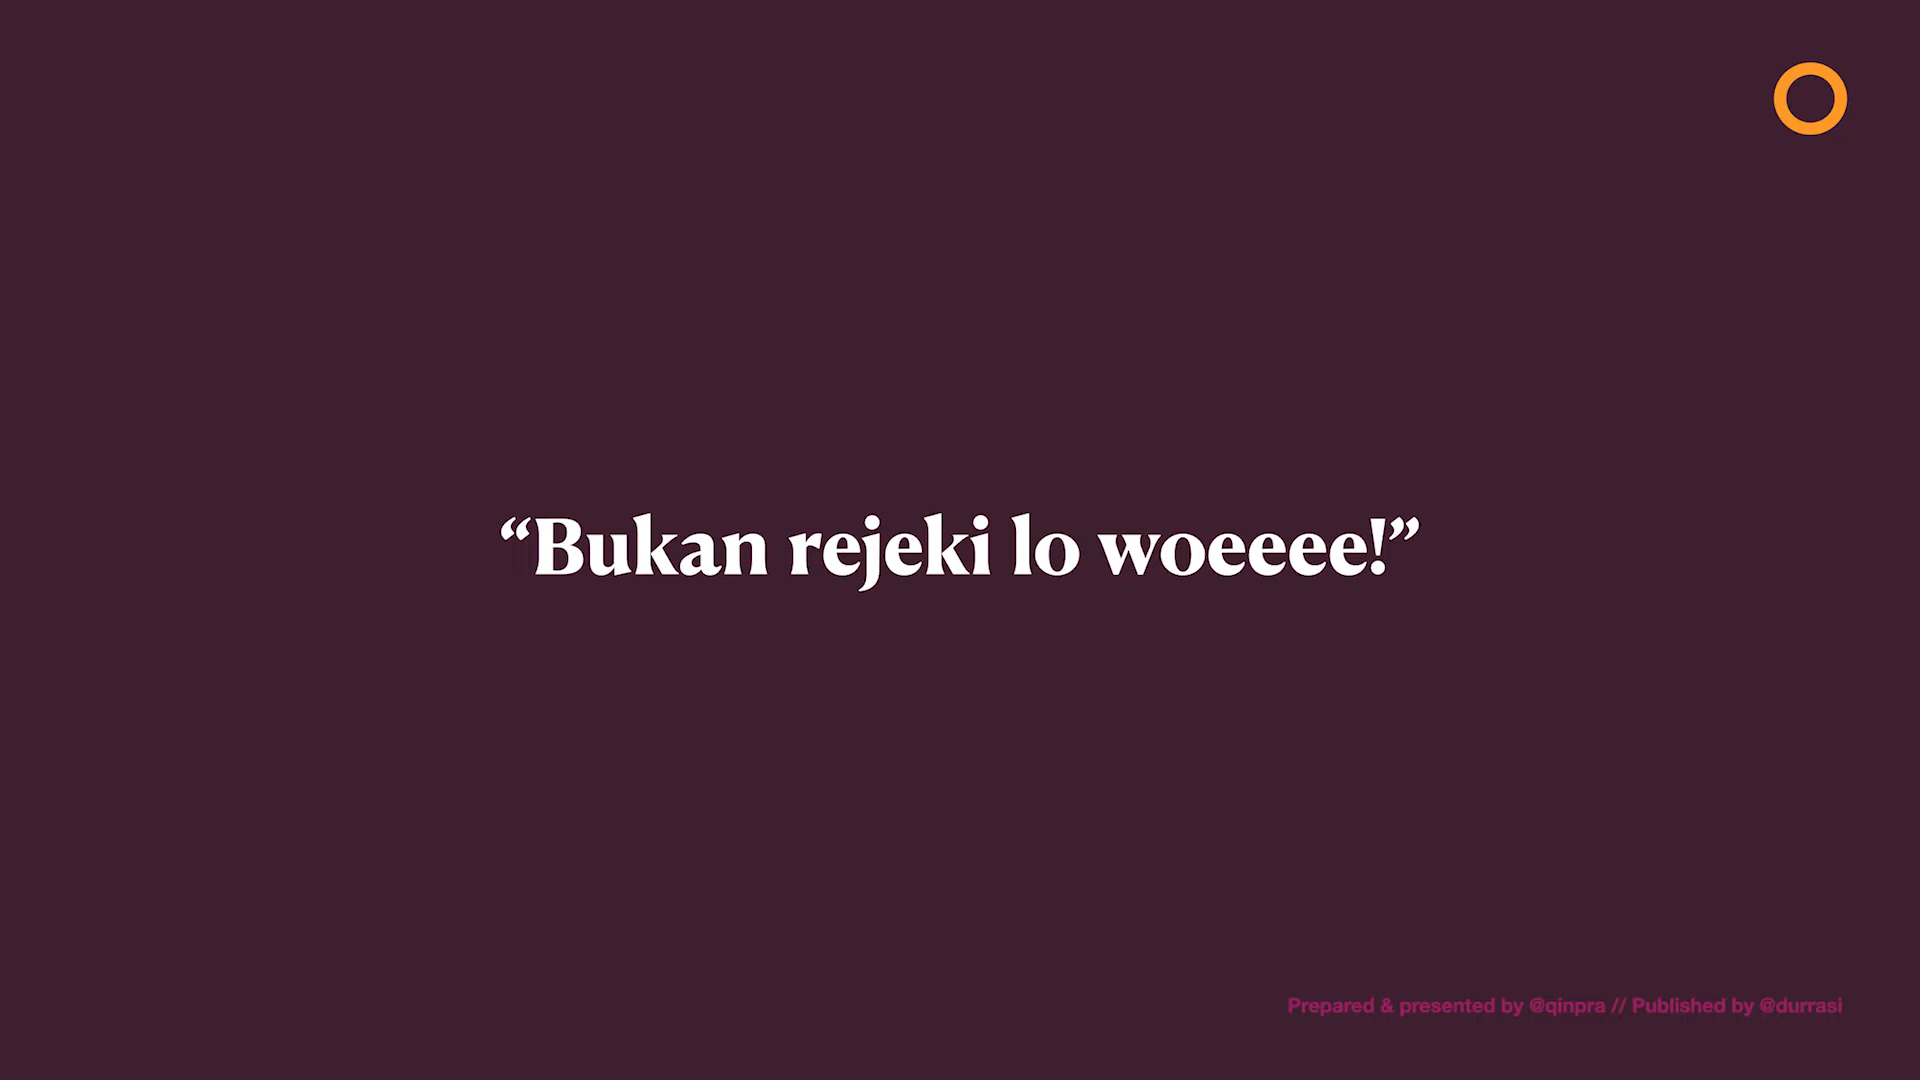 “Bukan rejeki lo woeeee!”
Prepared & presented by @qinpra // Published by @durrasi